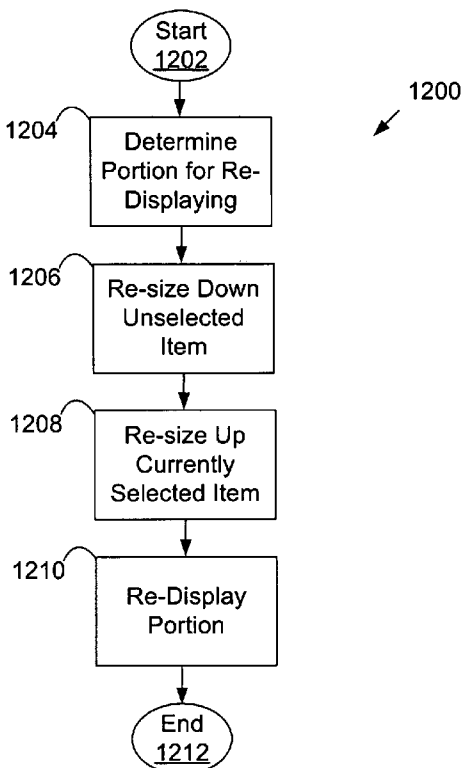 Start
1202
1200
1204
Determine
Portion for Re-
Displaying
1206
Re-size Down
Unselected
Item
1208
Re-size Up
Currently
Selected Item
1210
Re-Display
Portion
End
1212